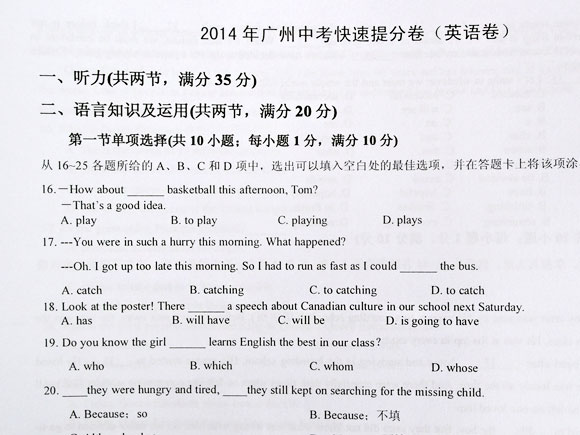 2014年广州中考快速提分卷（英语卷）
一、听力(共两节，满分 35 分)
二、语言知识及运用(共两节，满分 20 分)
第一节单项选择(共 10 小题；每小题 1 分，满分 10 分)
从 16~25 各题所给的 A、B、C 和 D 项中，选出可以填入空白处的最佳选项，并在答题卡上将该项涂
16.－How about ______ basketball this afternoon, Tom?
－That's a good idea.
A. play B. to play C. playing D. plays
17. ---You were in such a hurry this morning. What happened?
---Oh. I got up too late this morning. So I had to run as fast as I could ______ the bus.
A. catch B. catching C. to catching D. to catch
18. Look at the poster! There ______ a speech about Canadian culture in our school next Saturday.
A. has B. will have C. will be D. is going to have
19. Do you know the girl ______ learns English the best in our class?
A. who B. which C. whom D. whose
20. ____they were hungry and tired, ____they still kept on searching for the missing child.
A. Because；so B. Because；不填